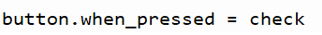 button.when_pressed = check